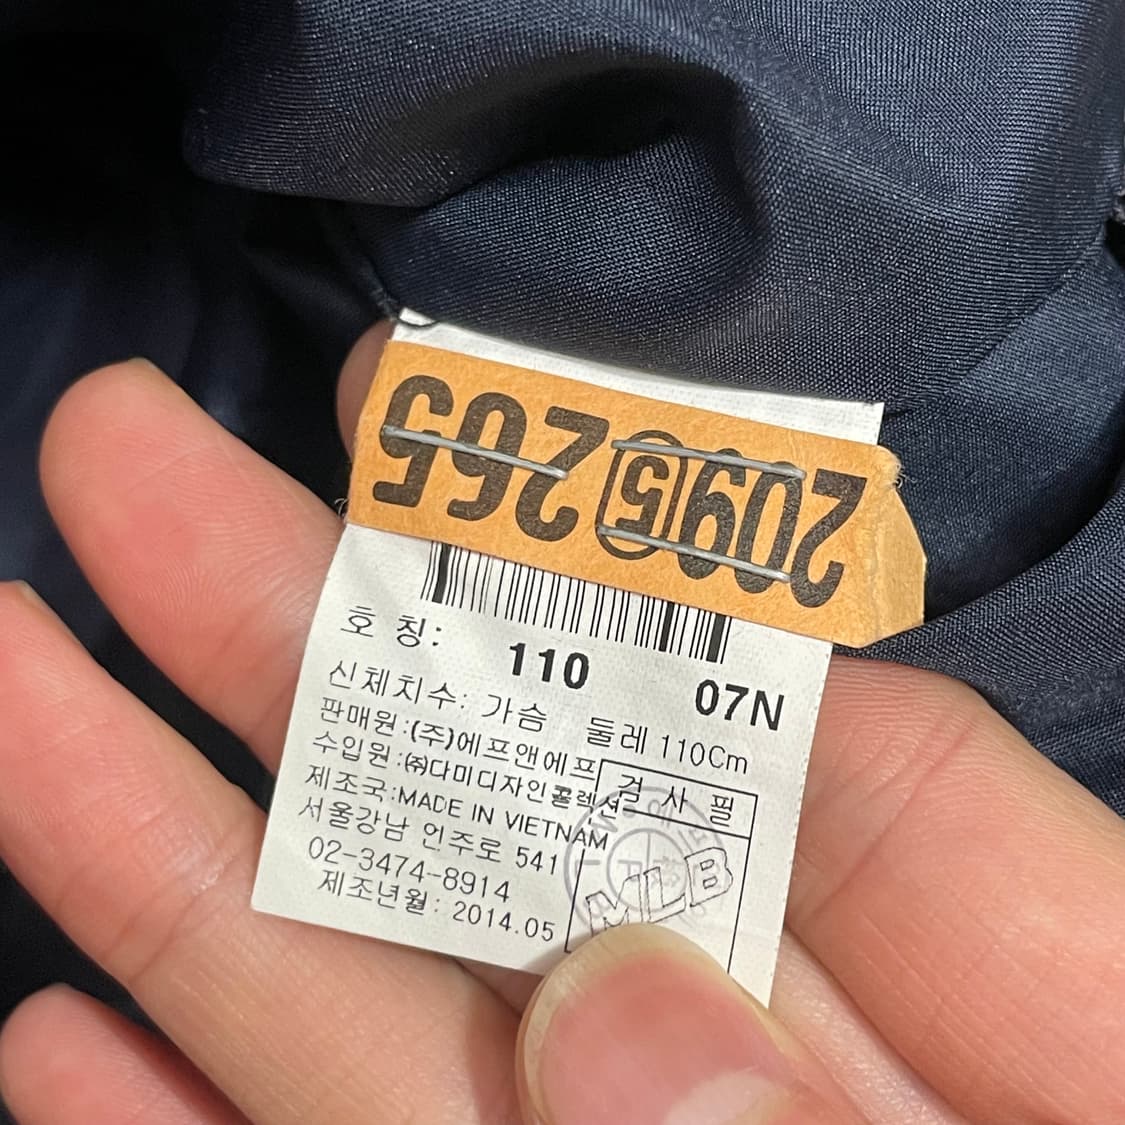 2095 265
호 칭: 110 07N
신체치수: 가슴 둘레 110Cm
판매원:(주)에프앤에프
수입원:㈜다미디자인콜렉션
제조국:MADE IN VIETNAM
서울강남 언주로 541
02-3474-8914
제조년월: 2014.05
검 사 필
MLB